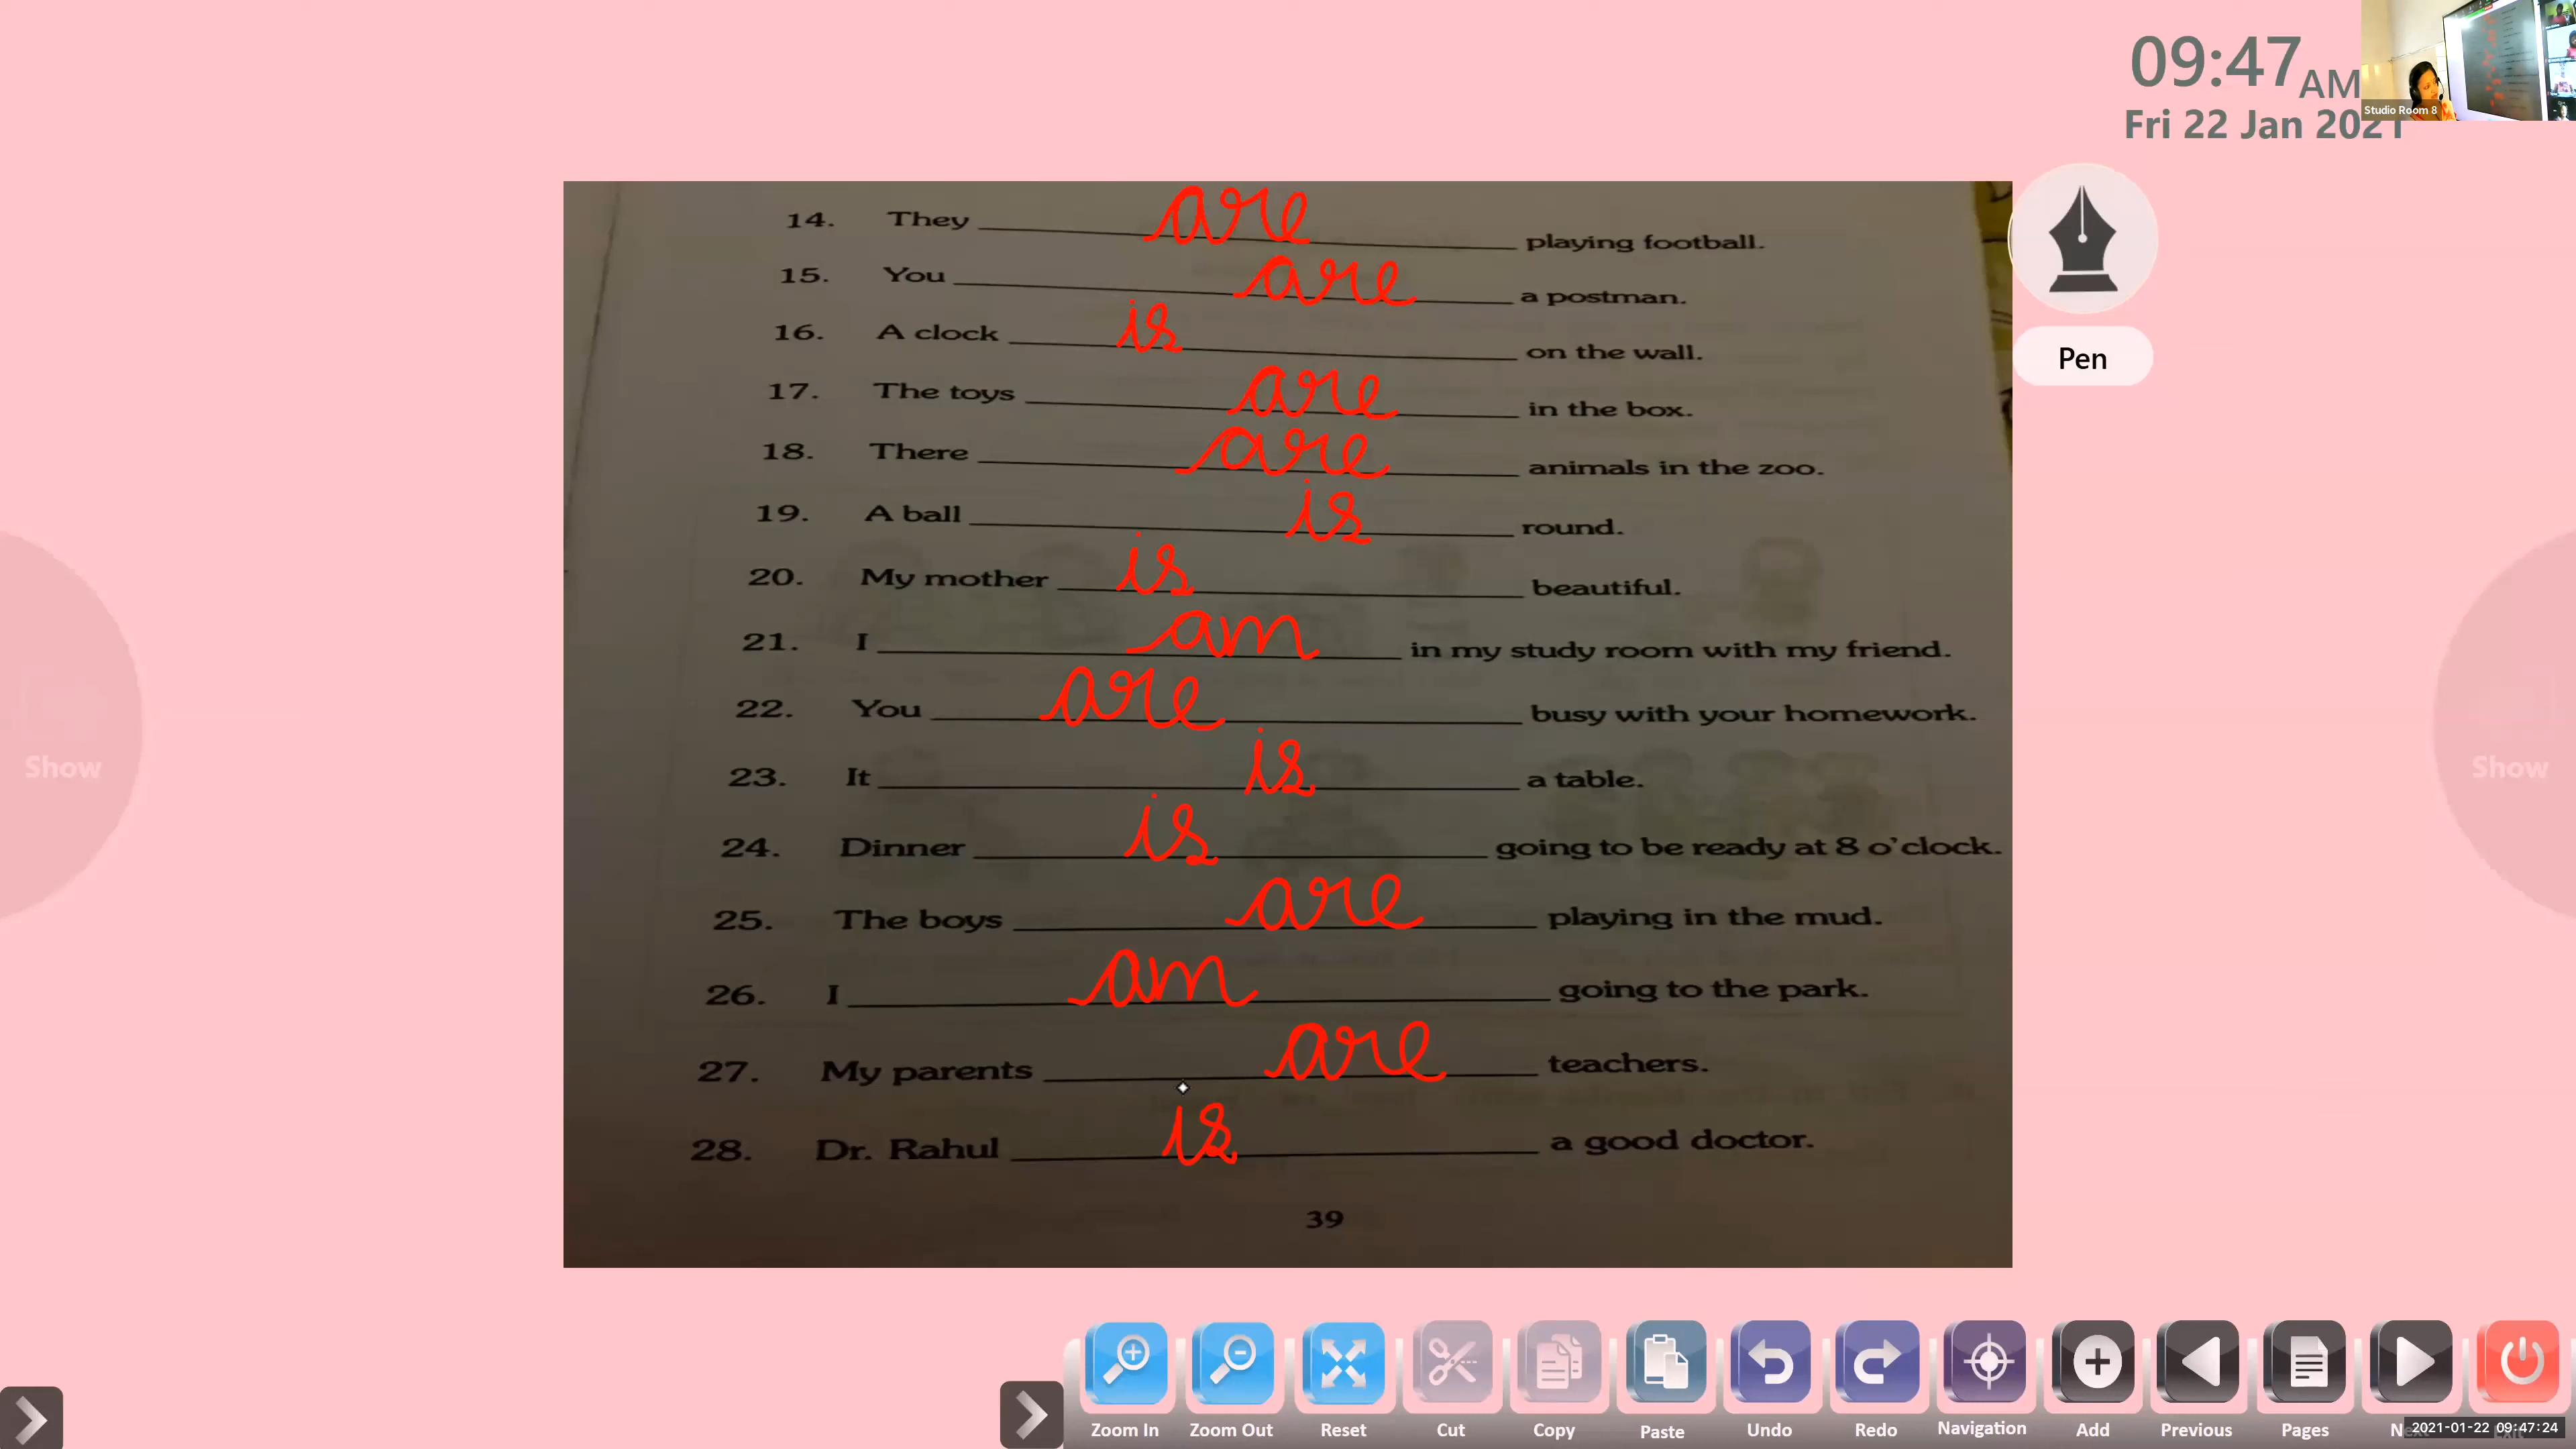 09:47 AM
Fri 22 Jan 2021
Studio Room 8
Pen
14. They are playing football.
15. You are a postman.
16. A clock is on the wall.
17. The toys are in the box.
18. There are animals in the zoo.
19. A ball is round.
20. My mother is beautiful.
21. I am in my study room with my friend.
22. You are busy with your homework.
23. It is a table.
24. Dinner is going to be ready at 8 o'clock.
25. The boys are playing in the mud.
26. I am going to the park.
27. My parents are teachers.
28. Dr. Rahul is a good doctor.
39
Show
Show
Zoom In Zoom Out Reset Cut Copy Paste Undo Redo Navigation Add Previous Pages
2021-01-22 09:47:24